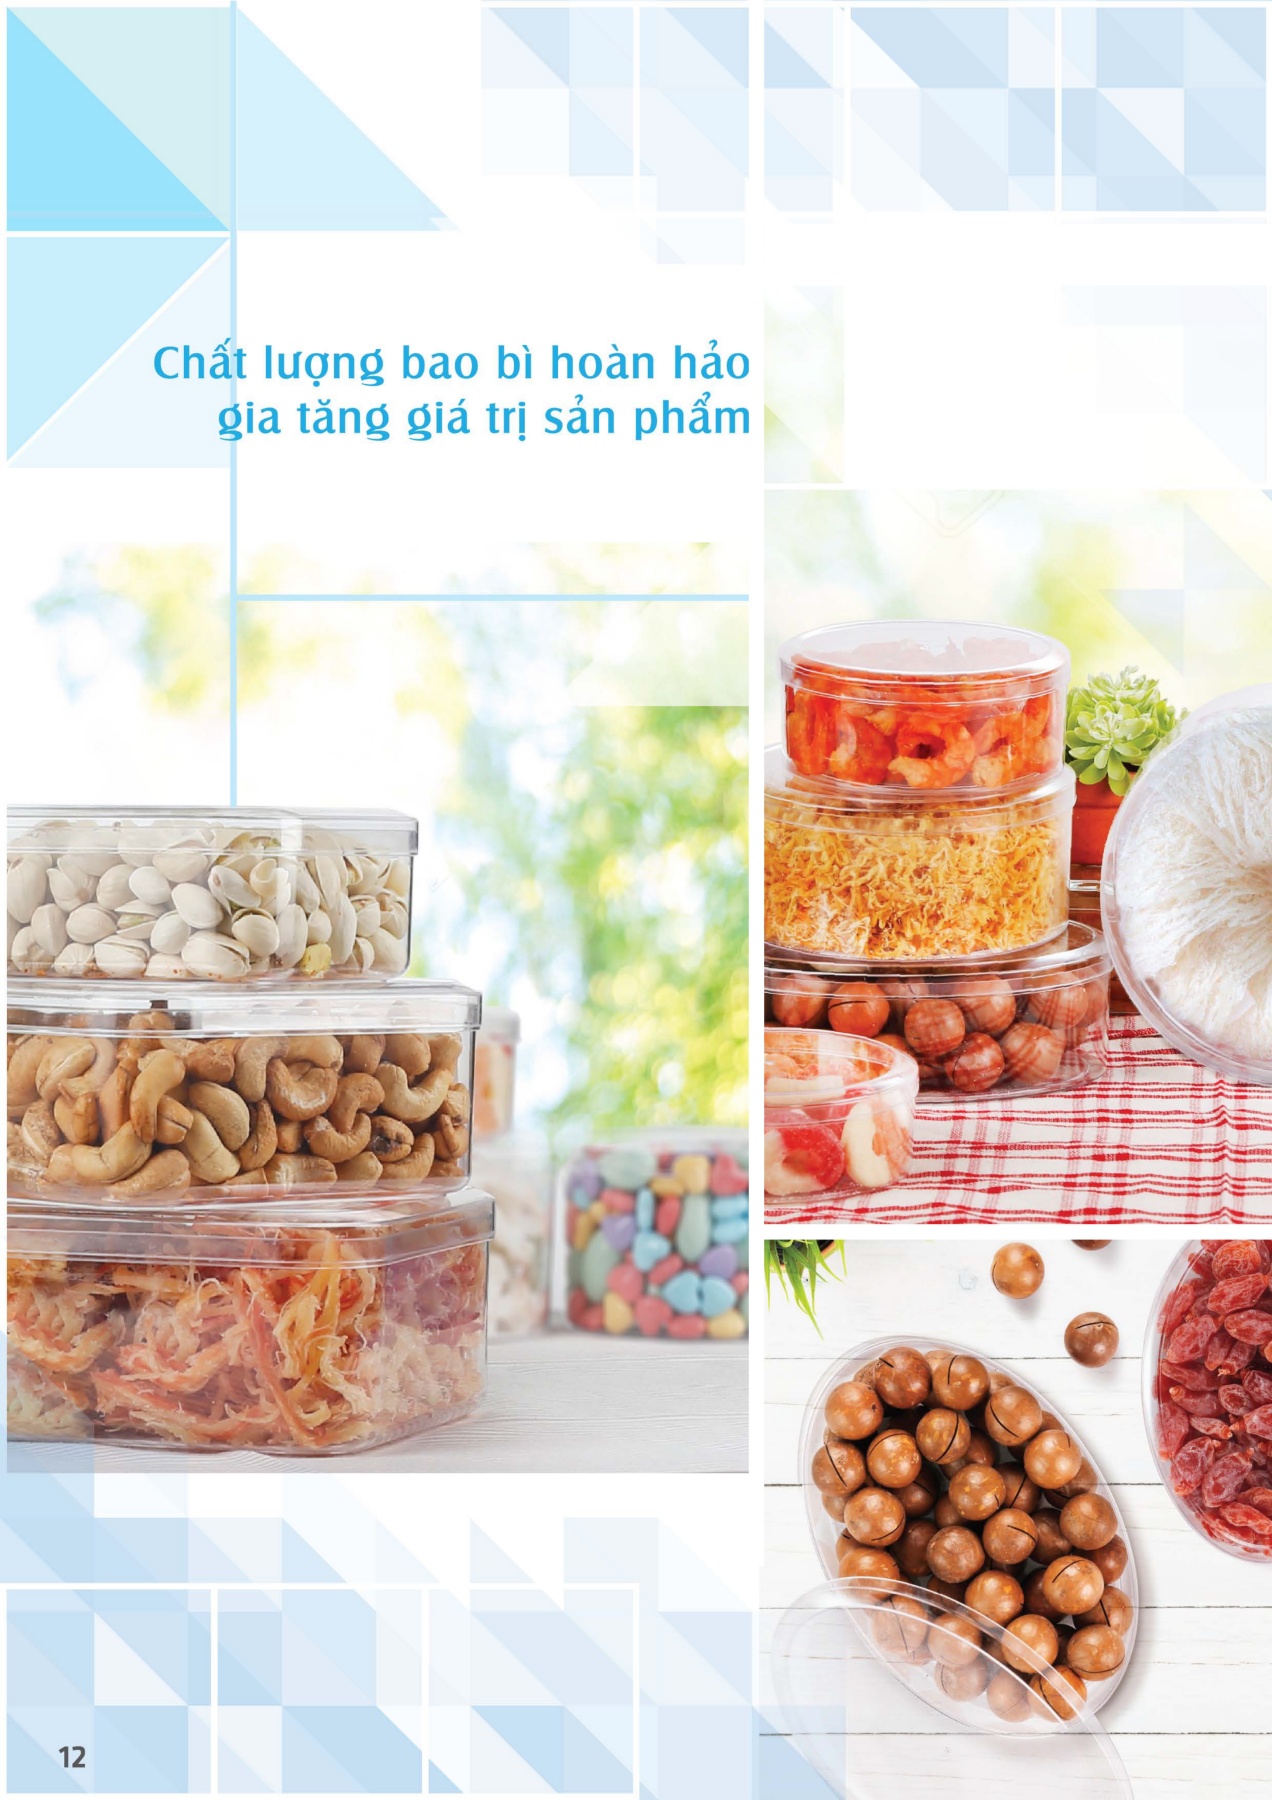 Chất lượng bao bì hoàn hảo
gia tăng giá trị sản phẩm
12